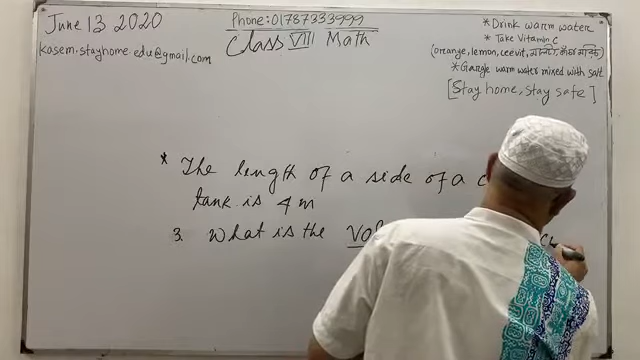 June 13 2020
Phone: 01787333999
kasem.stayhome.edu@gmail.com
Class VIII Math
* Drink warm water
* Take Vitamin C
(orange, lemon, ceevit,
* Gargle warm water mixed with salt
[Stay home, stay safe]
* The length of a side of a c
tank is 4 m
3. What is the